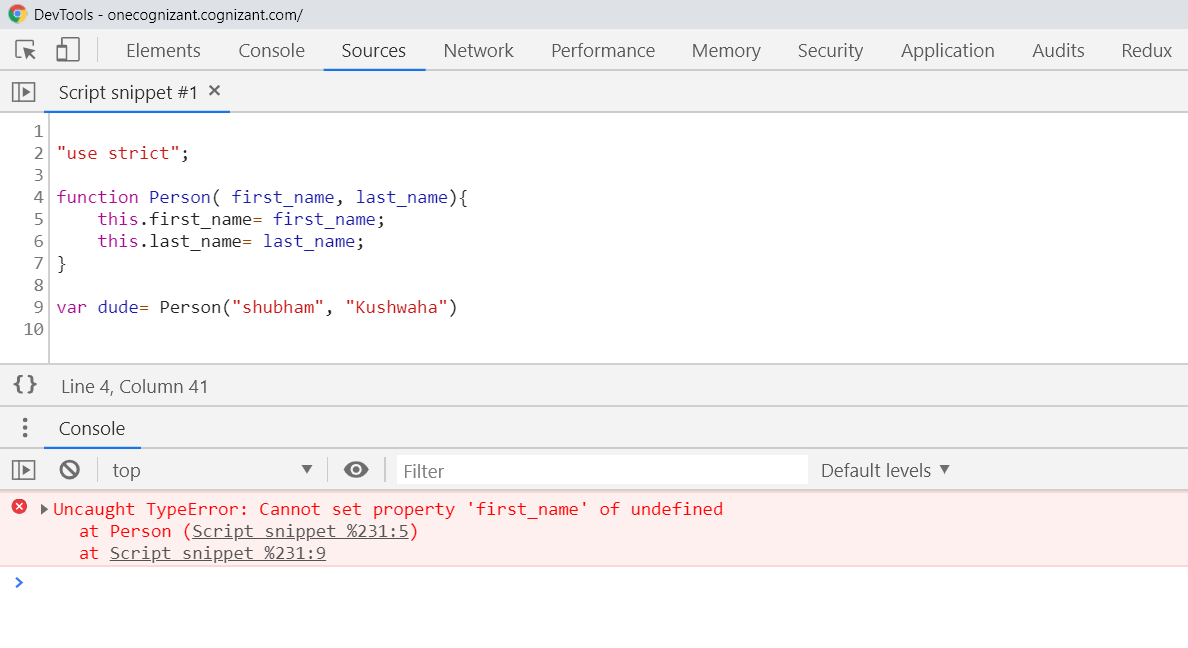 DevTools - onecognizant.cognizant.com/
Elements Console Sources Network Performance Memory Security Application Audits Redux
Script snippet #1 ×
1
2 "use strict";
3
4 function Person( first_name, last_name){
5 this.first_name= first_name;
6 this.last_name= last_name;
7 }
8
9 var dude= Person("shubham", "Kushwaha")
10
{} Line 4, Column 41
Console
top Filter Default levels ▼
Uncaught TypeError: Cannot set property 'first_name' of undefined
at Person (Script snippet %231:5)
at Script snippet %231:9
>